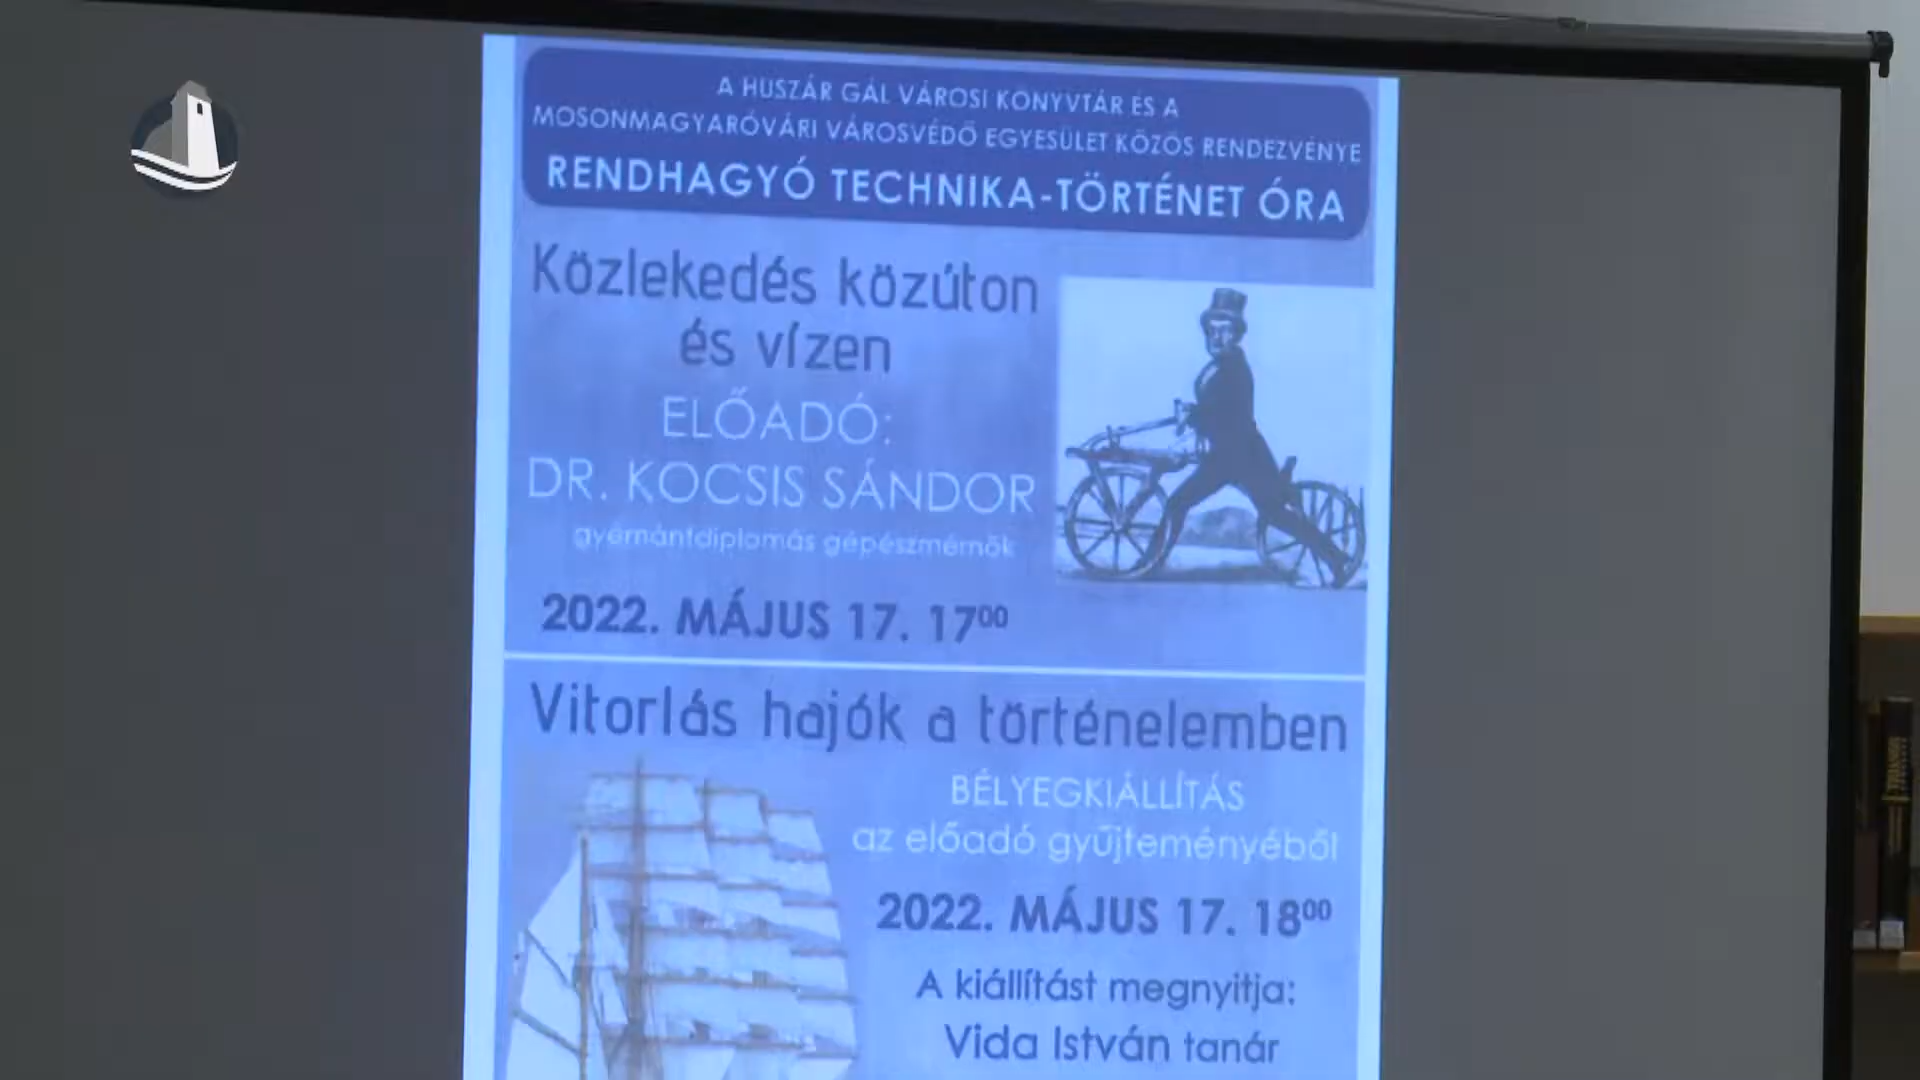 A HUSZÁR GÁL VÁROSI KÖNYVTÁR ÉS A
MOSONMAGYARÓVÁRI VÁROSVÉDŐ EGYESÜLET KÖZÖS RENDEZVÉNYE
RENDHAGYÓ TECHNIKA-TÖRTÉNET ÓRA
Közlekedés közúton
és vízen
ELŐADÓ:
DR. KOCSIS SÁNDOR
gyémántdiplomás gépészmérnök
2022. MÁJUS 17. 17⁰⁰
Vitorlás hajók a történelemben
BÉLYEGKIÁLLÍTÁS
az előadó gyűjteményéből
2022. MÁJUS 17. 18⁰⁰
A kiállítást megnyitja:
Vida István tanár